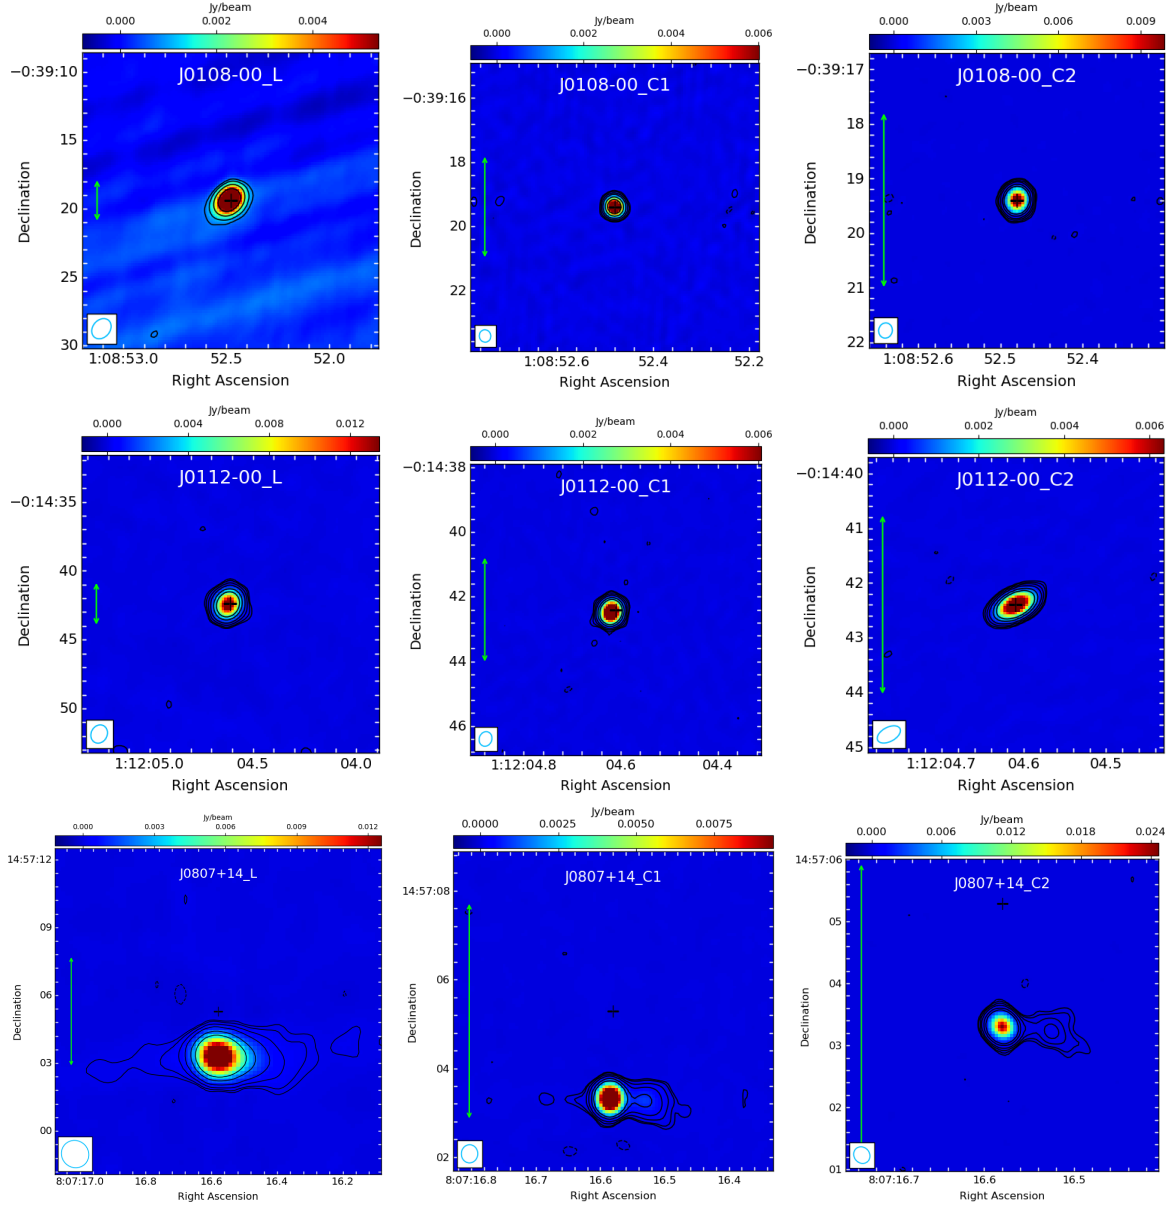 Jy/beam
0.000 0.002 0.004
J0108-00_L
−0:39:10
15
20
25
30
Declination
1:08:53.0 52.5 52.0
Right Ascension
Jy/beam
0.000 0.002 0.004 0.006
J0108-00_C1
−0:39:16
18
20
22
Declination
1:08:52.6 52.4 52.2
Right Ascension
Jy/beam
0.000 0.003 0.006 0.009
J0108-00_C2
−0:39:17
18
19
20
21
22
Declination
1:08:52.6 52.48 52.4
Right Ascension
Jy/beam
0.000 0.004 0.008 0.012
J0112-00_L
−0:14:35
40
45
50
Declination
1:12:05.0 04.5 04.0
Right Ascension
Jy/beam
0.000 0.002 0.004 0.006
J0112-00_C1
−0:14:38
40
42
44
46
Declination
1:12:04.8 04.6 04.4
Right Ascension
Jy/beam
0.000 0.002 0.004 0.006
J0112-00_C2
−0:14:40
41
42
43
44
45
Declination
1:12:04.7 04.6 04.5
Right Ascension
Jy/beam
0.000 0.003 0.006 0.009 0.012
J0807+14_L
14:57:12
09
06
03
00
Declination
8:07:17.0 16.8 16.6 16.4 16.2
Right Ascension
Jy/beam
0.0000 0.0025 0.0050 0.0075
J0807+14_C1
14:57:08
06
04
02
Declination
8:07:16.8 16.7 16.6 16.5 16.4
Right Ascension
Jy/beam
0.000 0.006 0.012 0.018 0.024
J0807+14_C2
14:57:06
05
04
03
02
01
Declination
8:07:16.7 16.6 16.5
Right Ascension